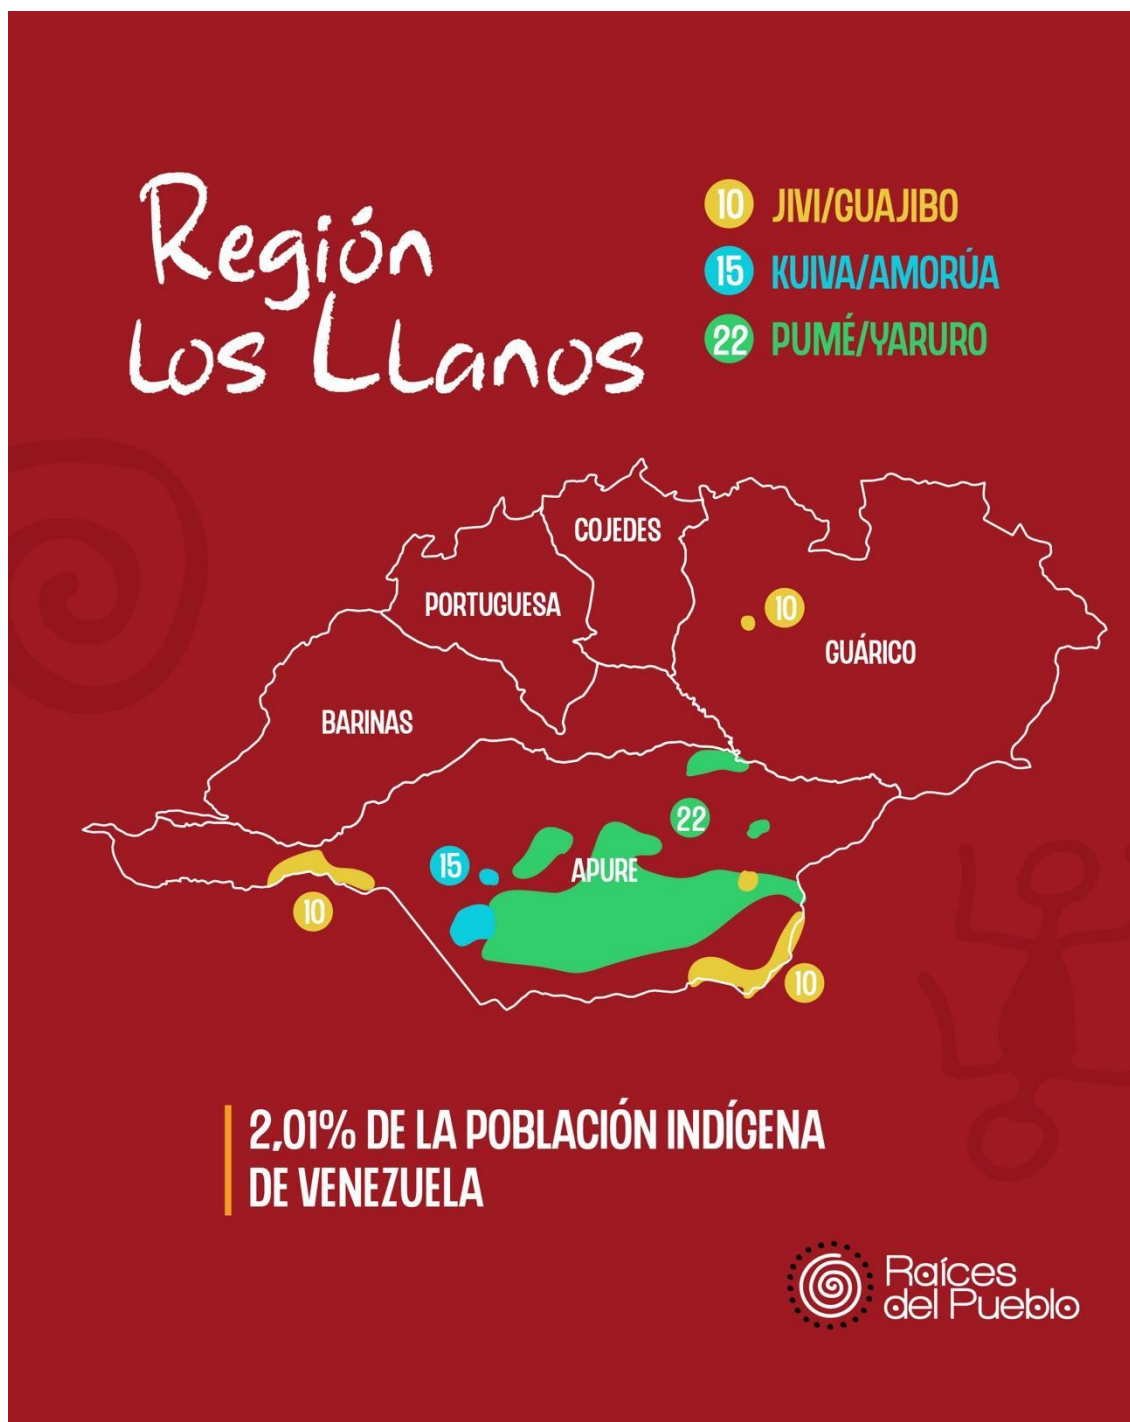 Región
Los Llanos
10 JIVI/GUAJIBO
15 KUIVA/AMORÚA
22 PUMÉ/YARURO
COJEDES
PORTUGUESA
10
GUÁRICO
BARINAS
22
15
APURE
10
10
2,01% DE LA POBLACIÓN INDÍGENA
DE VENEZUELA
Raíces
del Pueblo